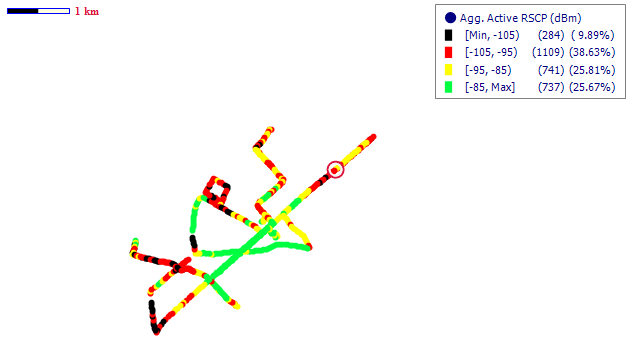 1 km
Agg. Active RSCP (dBm)
[Min, -105) (284) ( 9.89%)
[-105, -95) (1109) (38.63%)
[-95, -85) (741) (25.81%)
[-85, Max] (737) (25.67%)